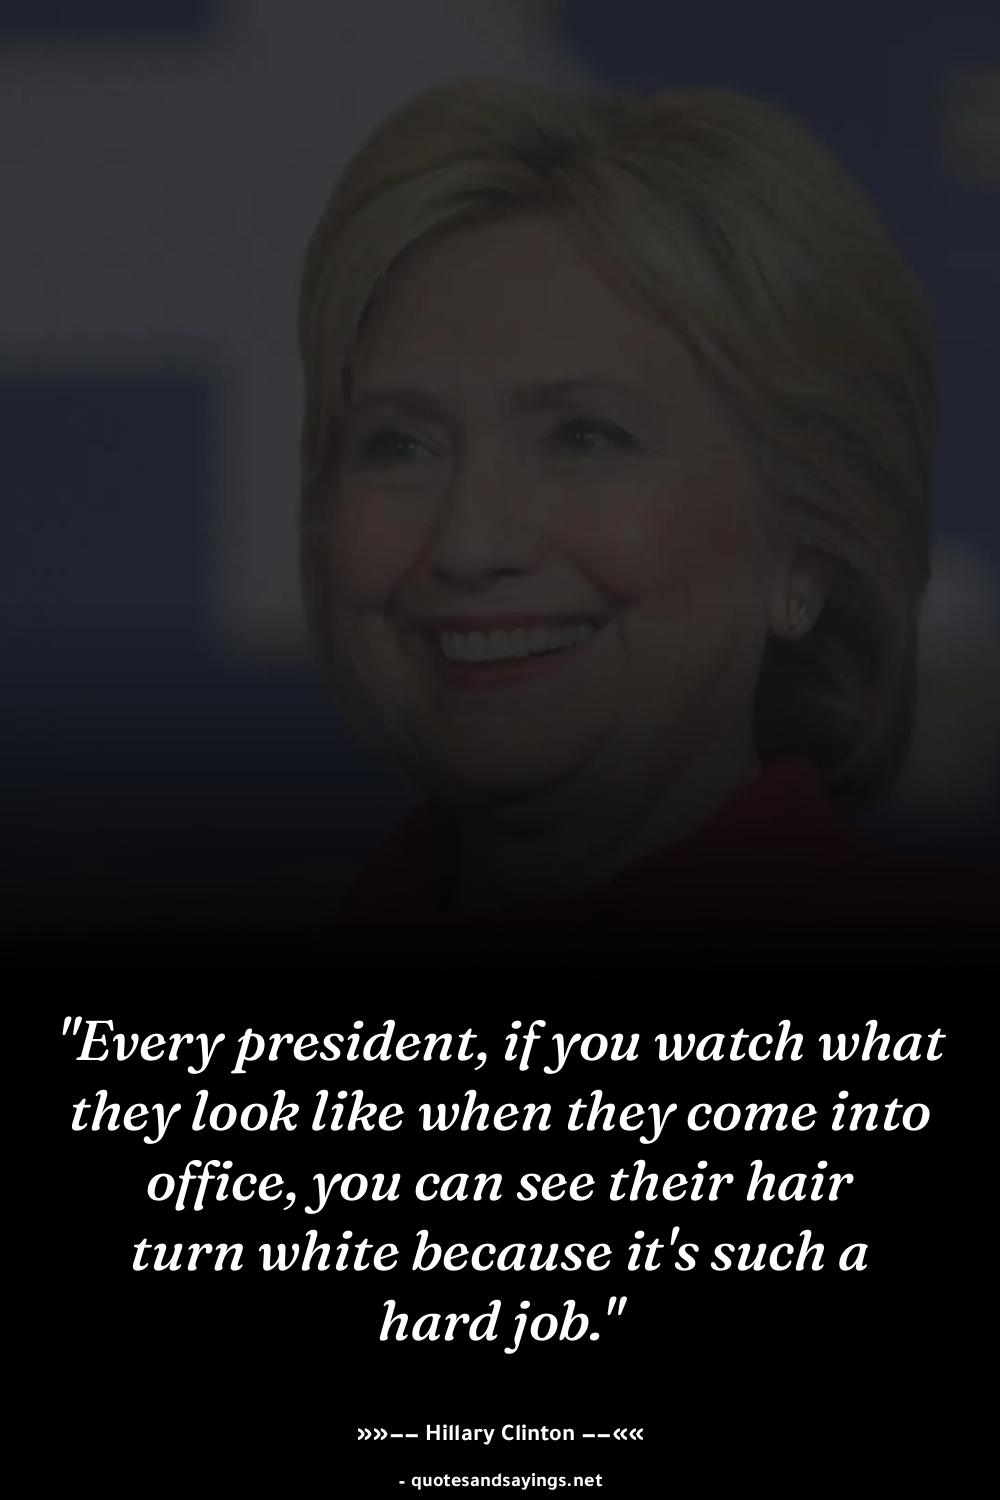 "Every president, if you watch what
they look like when they come into
office, you can see their hair
turn white because it's such a
hard job."
»»−− Hillary Clinton −−««
- quotesandsayings.net